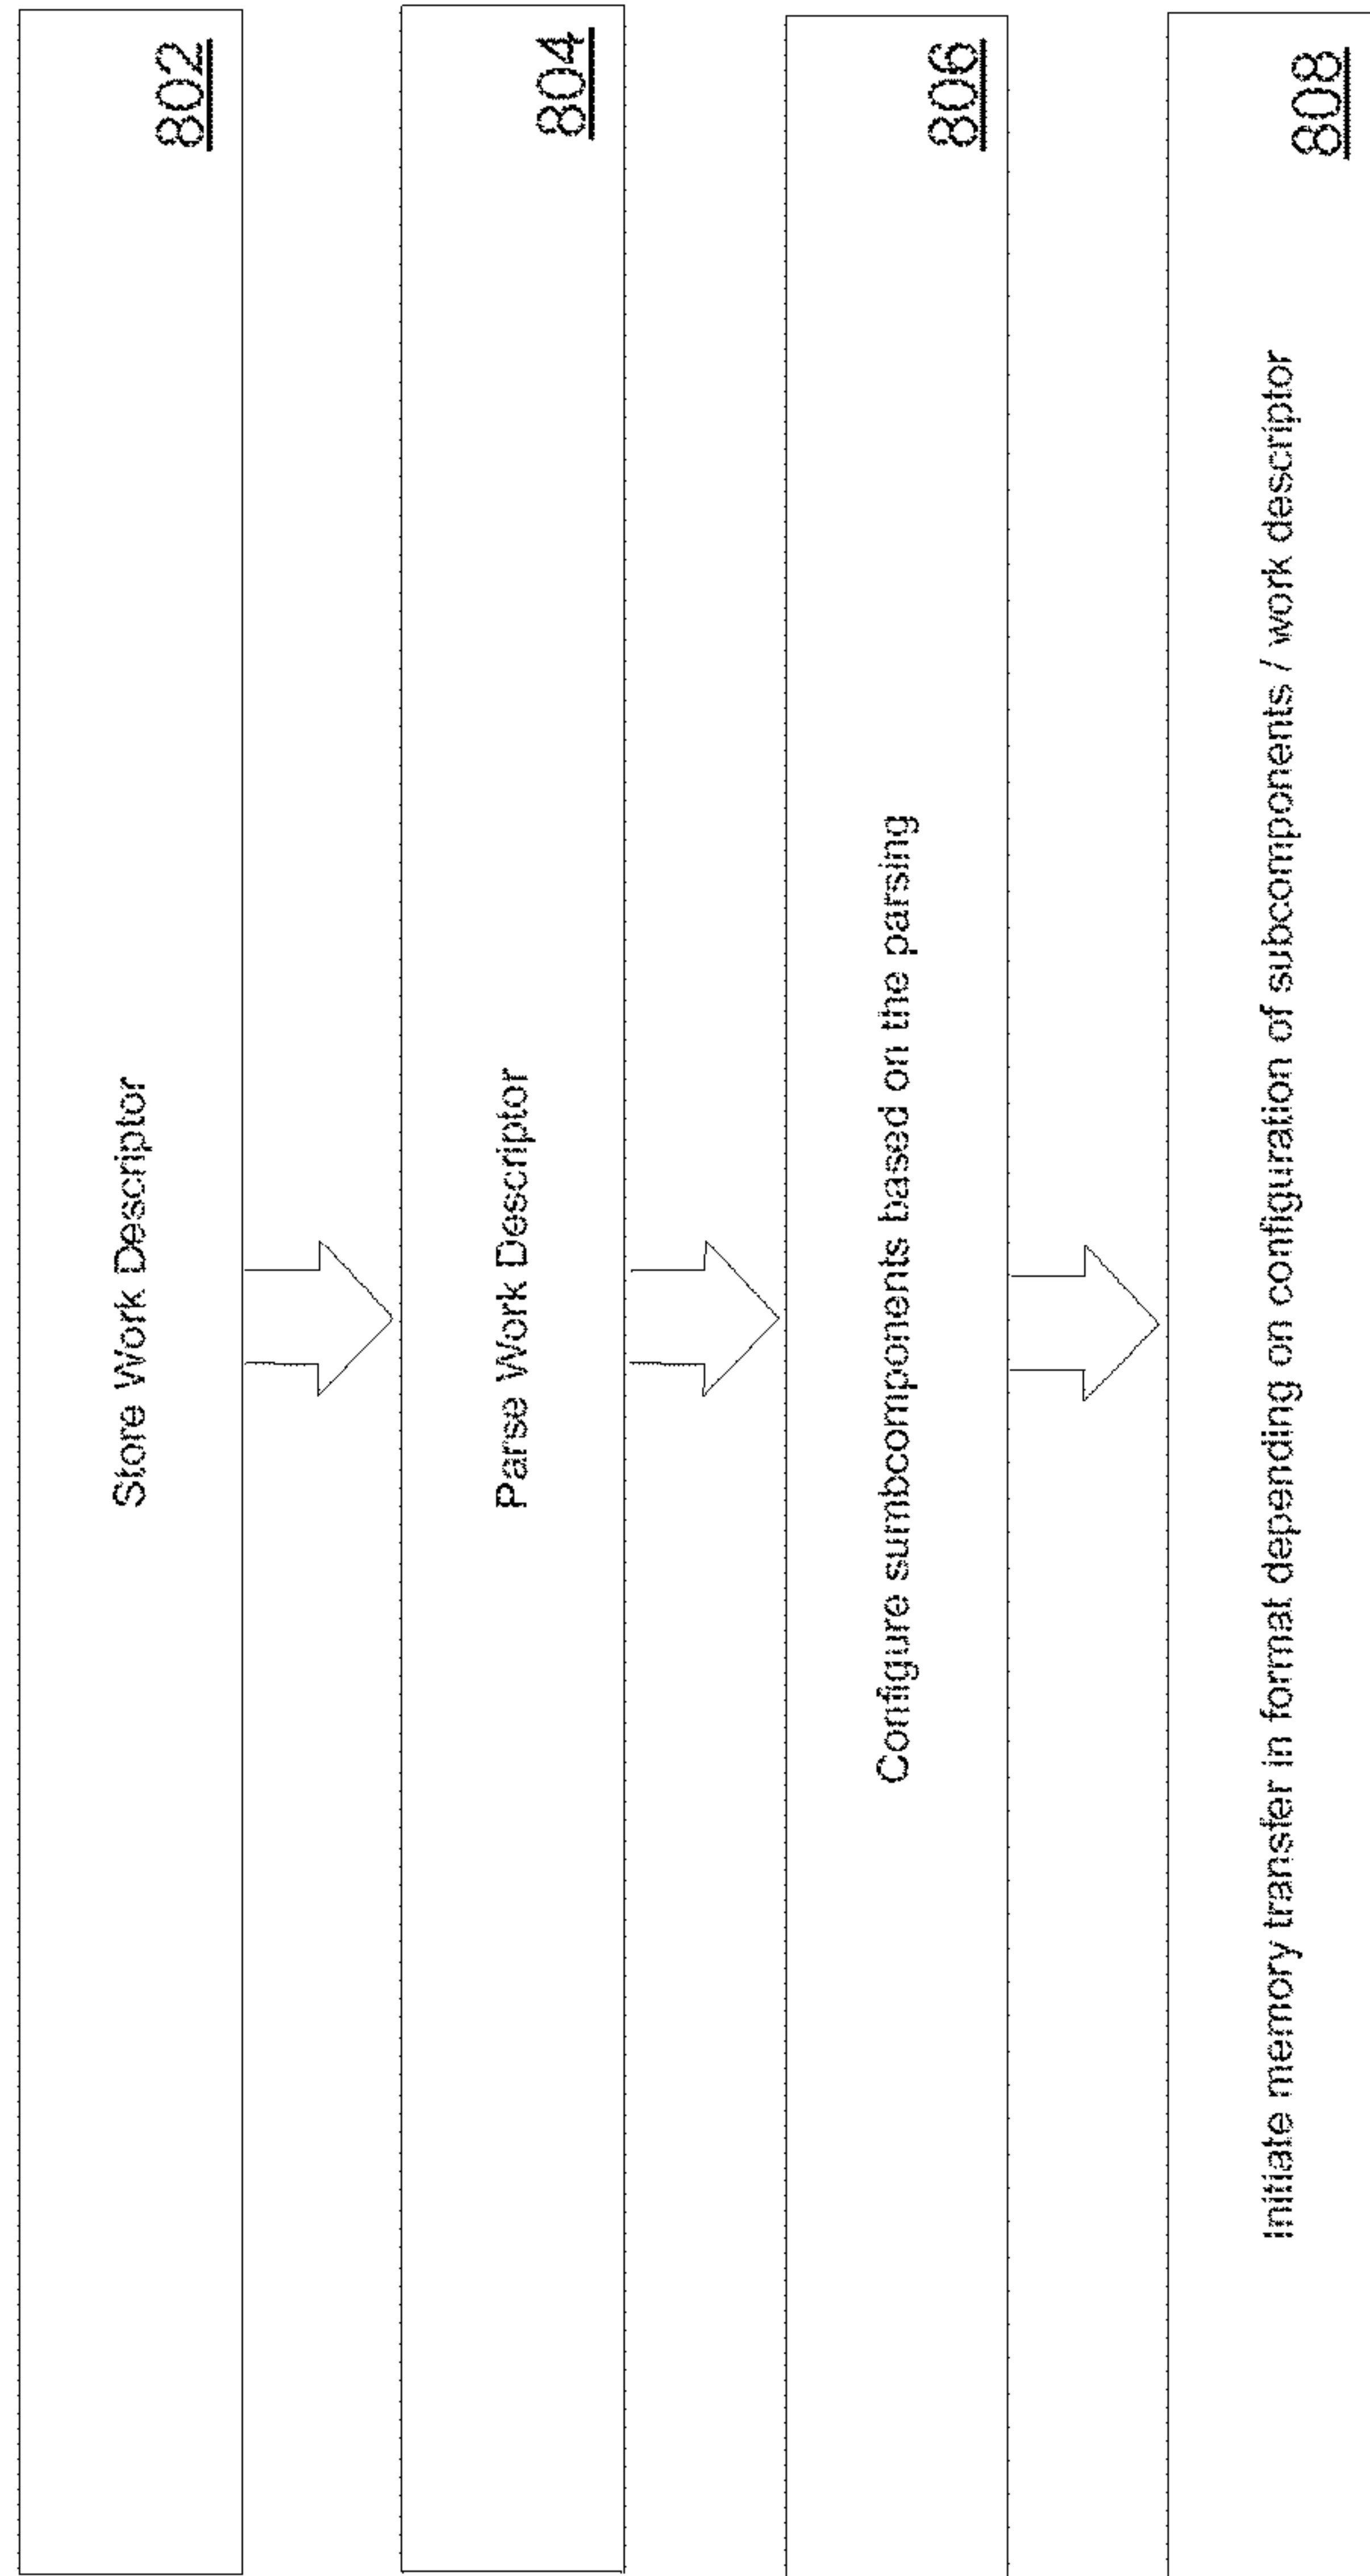 802
Store Work Descriptor
804
Parse Work Descriptor
806
Configure sumbcomponents based on the parsing
808
Initiate memory transfer in format depending on configuration of subcomponents / work descriptor